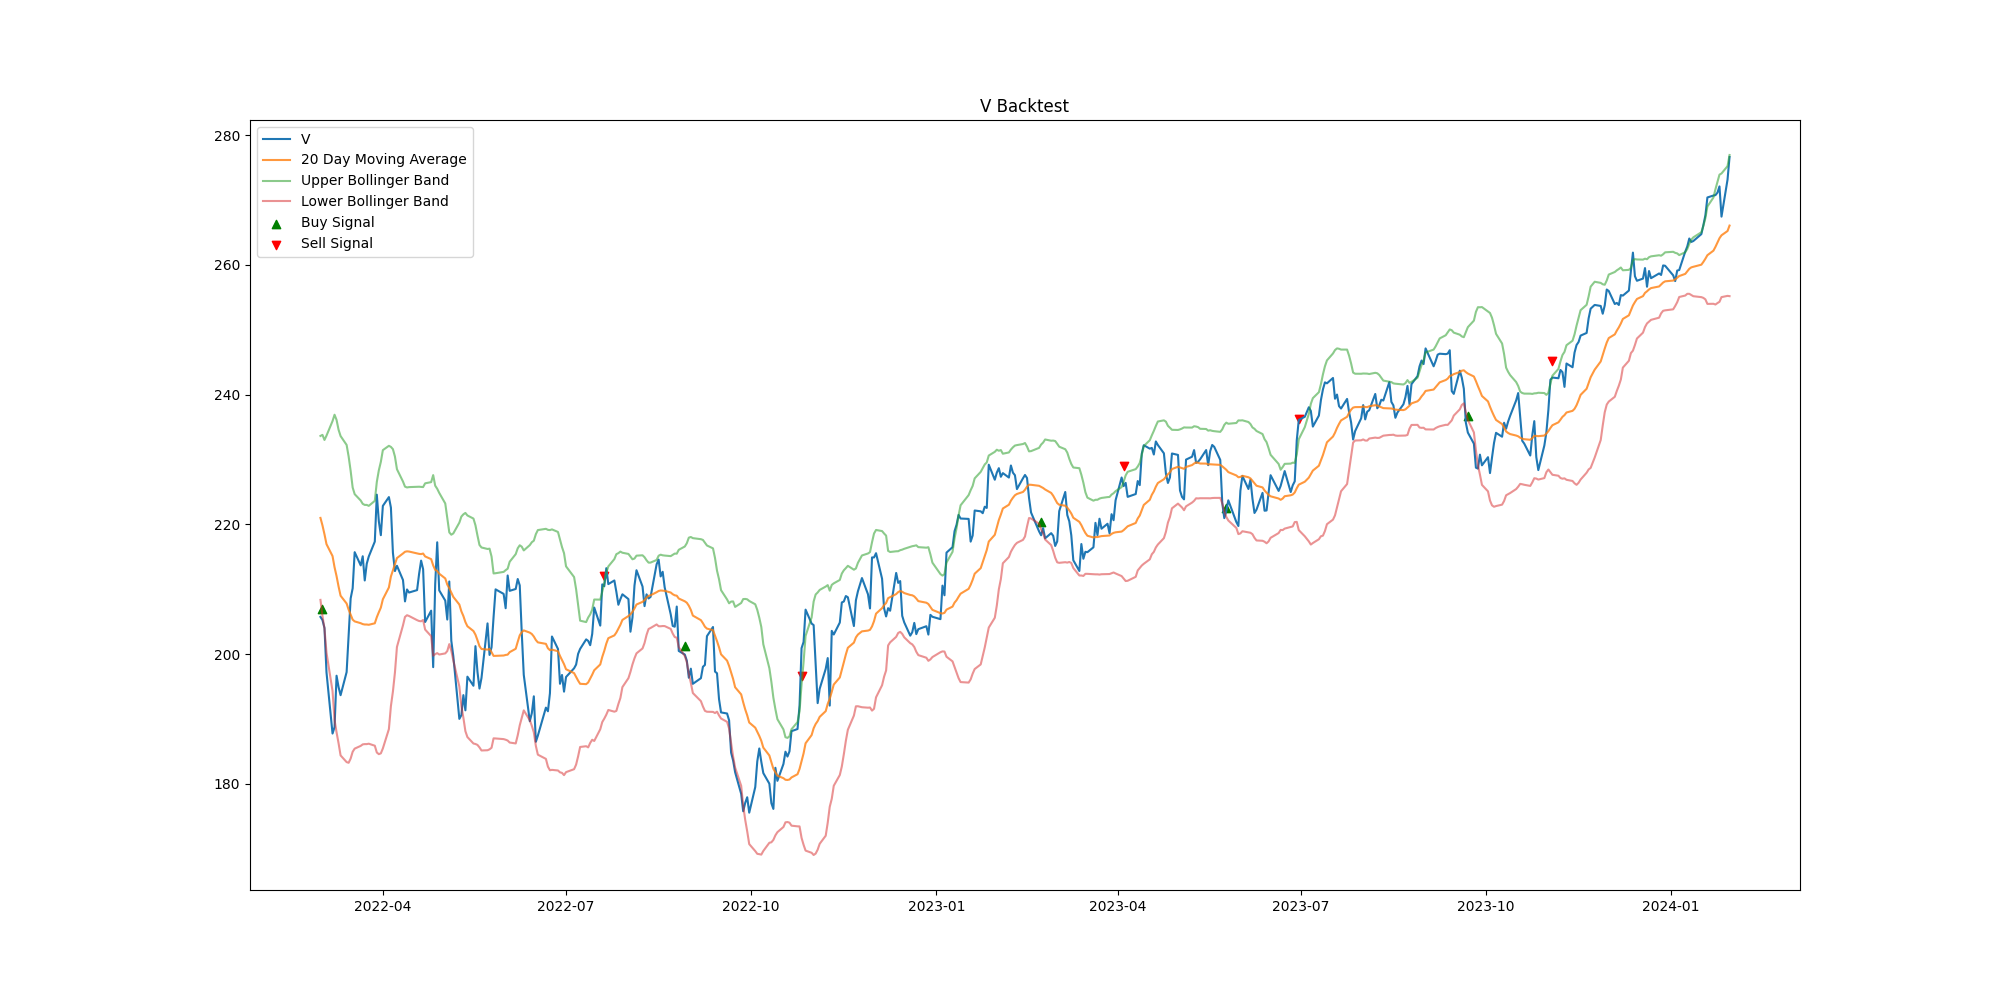 V Backtest
V
20 Day Moving Average
Upper Bollinger Band
Lower Bollinger Band
Buy Signal
Sell Signal
280
260
240
220
200
180
2022-04
2022-07
2022-10
2023-01
2023-04
2023-07
2023-10
2024-01